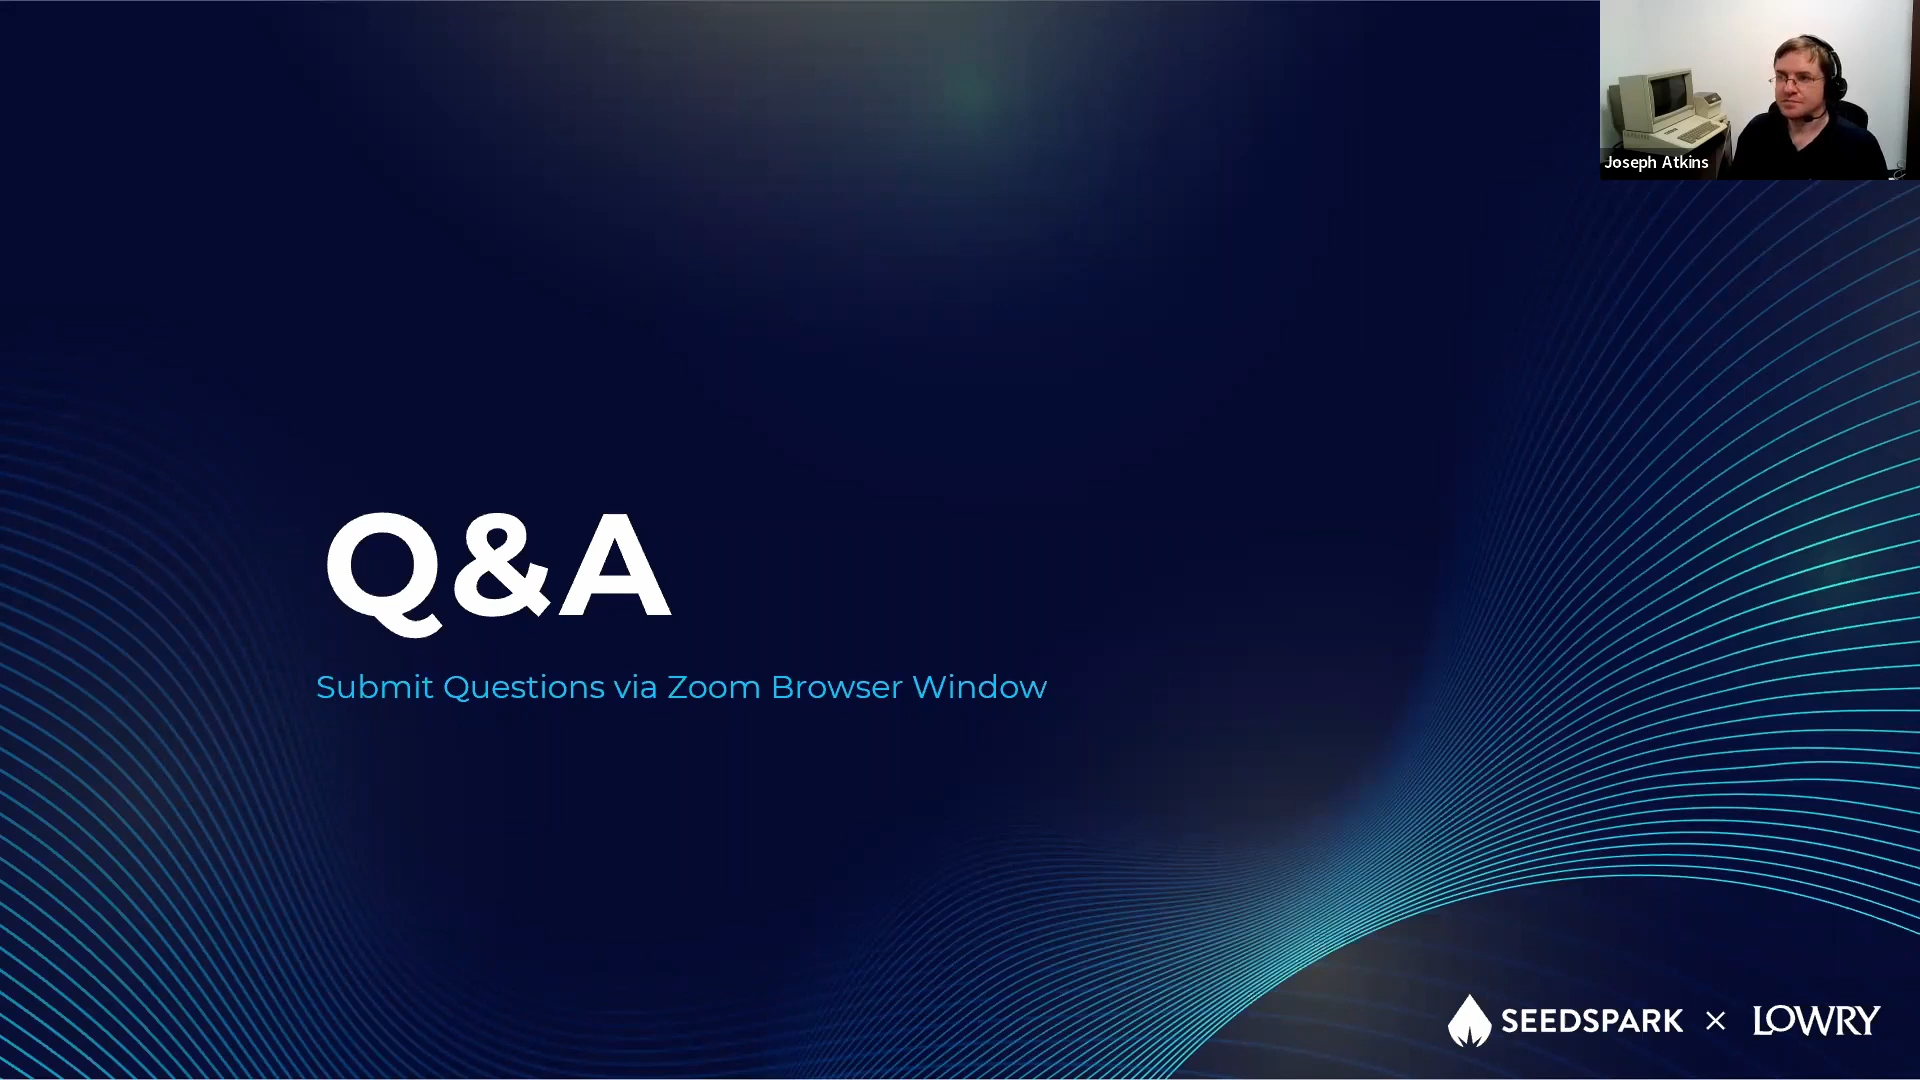 Joseph Atkins
Q&A
Submit Questions via Zoom Browser Window
SEEDSPARK × LOWRY